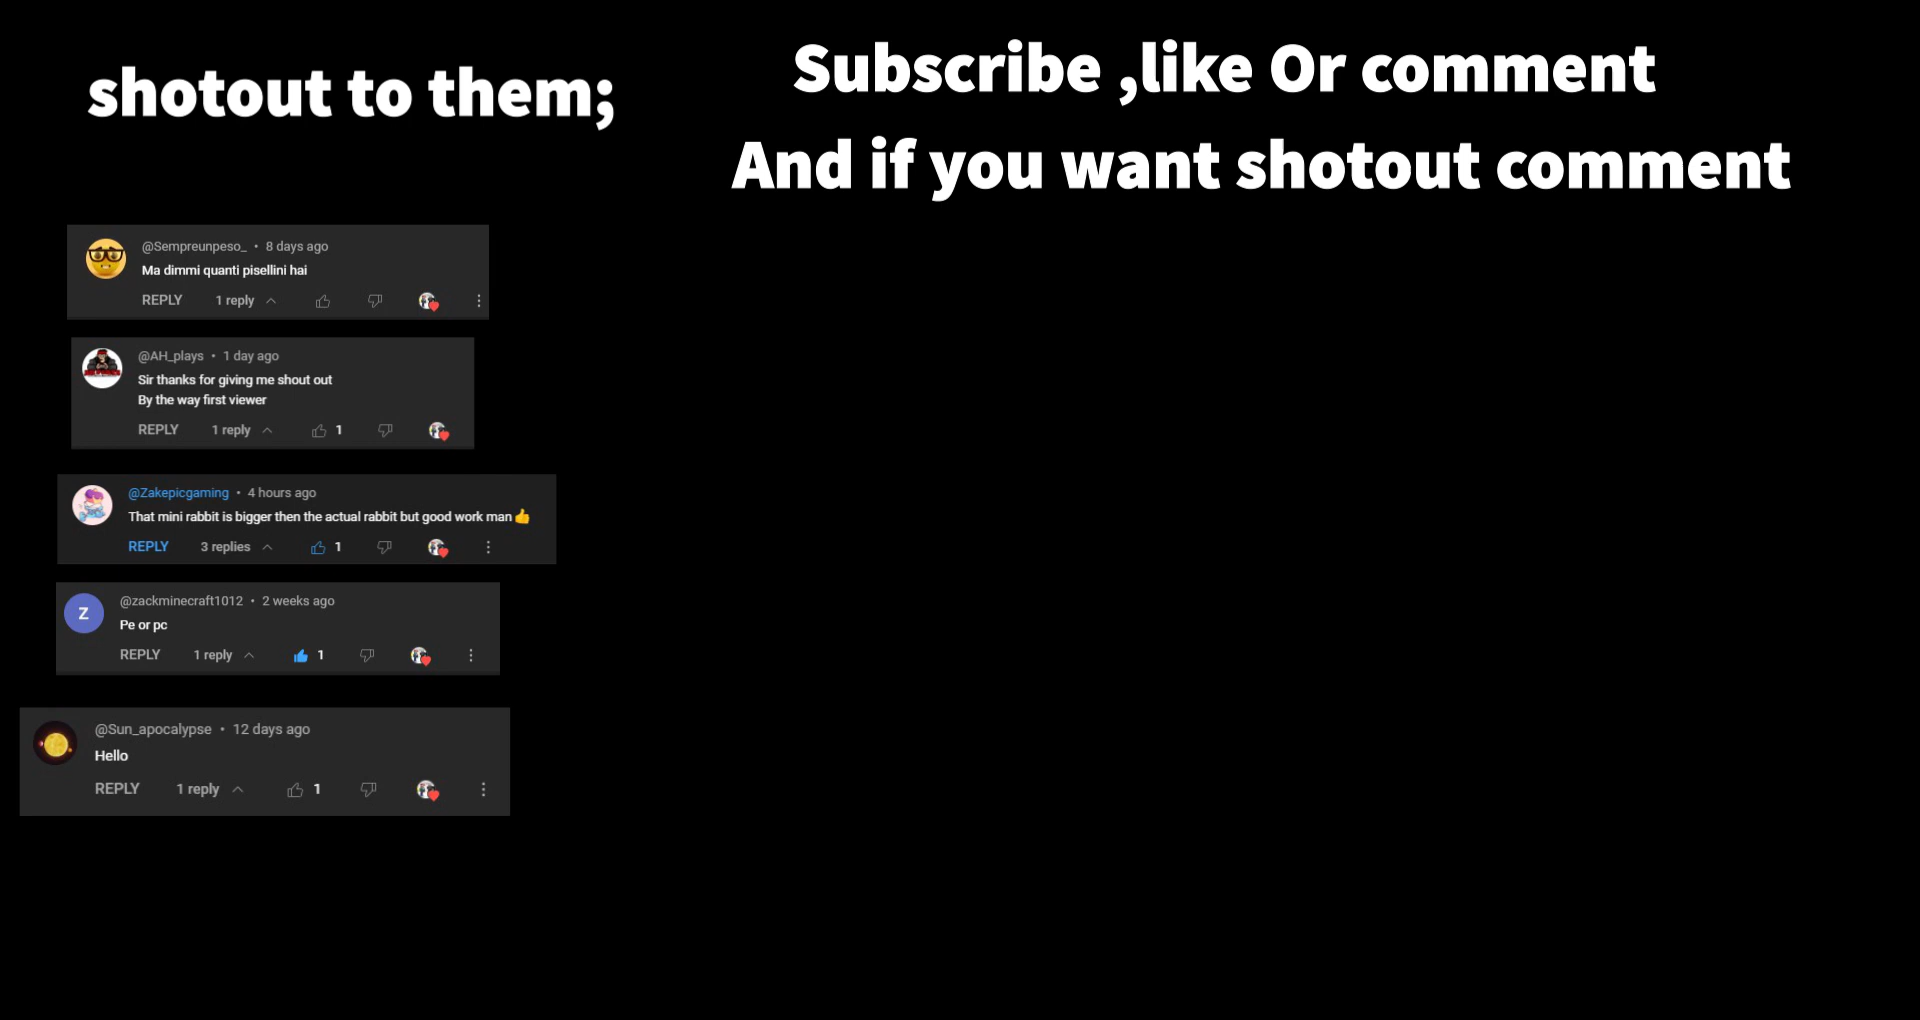 shotout to them;
Subscribe ,like Or comment
And if you want shotout comment
@Sempreunpeso_ • 8 days ago
Ma dimmi quanti pisellini hai
REPLY 1 reply
@AH_plays • 1 day ago
Sir thanks for giving me shout out
By the way first viewer
REPLY 1 reply 1
@Zakepicgaming • 4 hours ago
That mini rabbit is bigger then the actual rabbit but good work man 👍
REPLY 3 replies 1
Z
@zackminecraft1012 • 2 weeks ago
Pe or pc
REPLY 1 reply 1
@Sun_apocalypse • 12 days ago
Hello
REPLY 1 reply 1